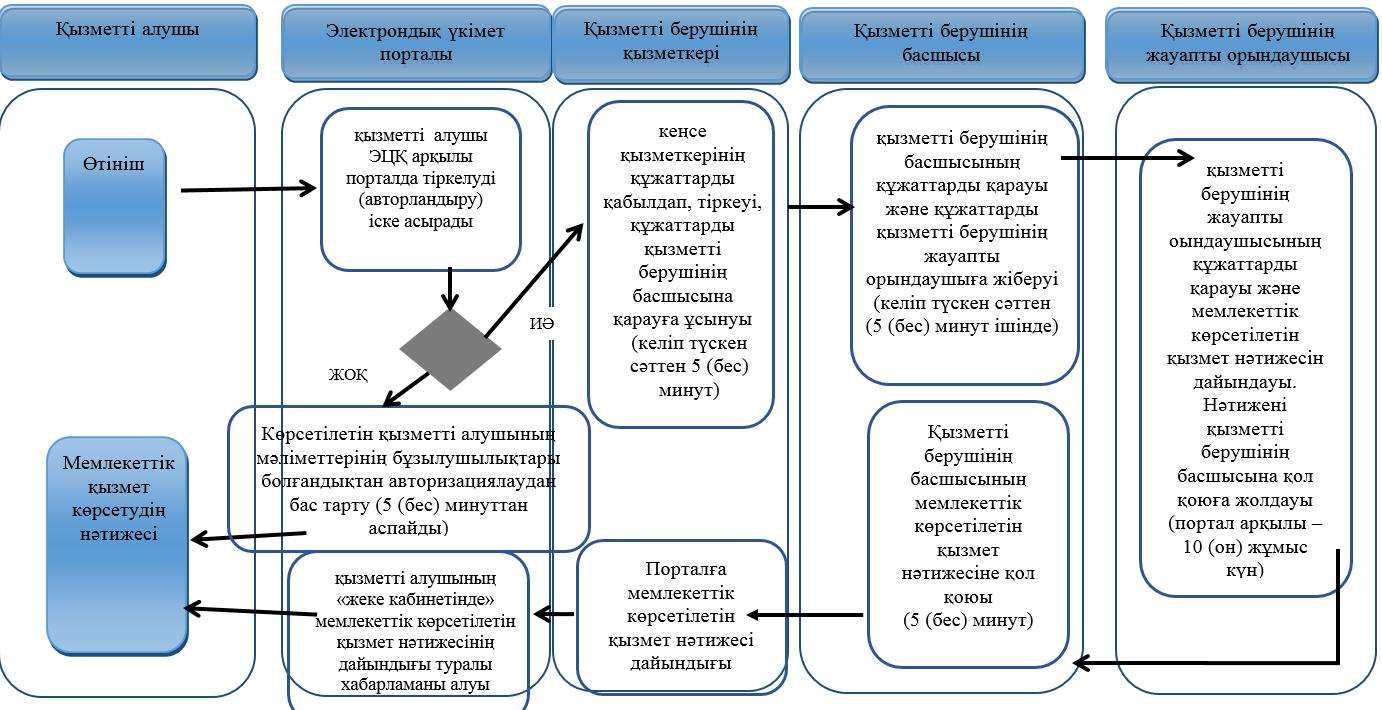 Қызметті алушы
Электрондық үкімет
порталы
Қызметті берушінің
қызметкері
Қызметті берушінің
басшысы
Қызметті берушінің
жауапты орындаушысы
Өтініш
қызметті алушы
ЭЦҚ арқылы
порталда тіркелуді
(авторландыру)
іске асырады
ИӘ
ЖОҚ
Көрсетілетін қызметті алушының
мәліметтерінің бұзылушылықтары
болғандықтан авторизациялаудан
бас тарту (5 (бес) минуттан
аспайды)
кеңсе
қызметкерінің
құжаттарды
қабылдап, тіркеуі,
құжаттарды
қызметті
берушінің
басшысына
қарауға ұсынуы
(келіп түскен
сәттен 5 (бес)
минут)
қызметті берушінің
басшысының
құжаттарды қарауы
және құжаттарды
қызметті берушінің
жауапты
орындаушыға жіберуі
(келіп түскен сәттен
(5 (бес) минут ішінде)
қызметті
берушінің
жауапты
оындаушысының
құжаттарды
қарауы және
мемлекеттік
көрсетілетін
қызмет нәтижесін
дайындауы.
Нәтижені
қызметті
берушінің
басшысына қол
қоюға жолдауы
(портал арқылы –
10 (он) жұмыс
күн)
Қызметті
берушінің
басшысының
мемлекеттік
көрсетілетін
қызмет
нәтижесіне қол
қоюы
(5 (бес) минут)
Порталға
мемлекеттік
көрсетілетін
қызмет нәтижесі
дайындығы
қызметті алушының
«жеке кабинетінде»
мемлекеттік көрсетілетін
қызмет нәтижесінің
дайындығы туралы
хабарламаны алуы
Мемлекеттік
қызмет
көрсетудің
нәтижесі